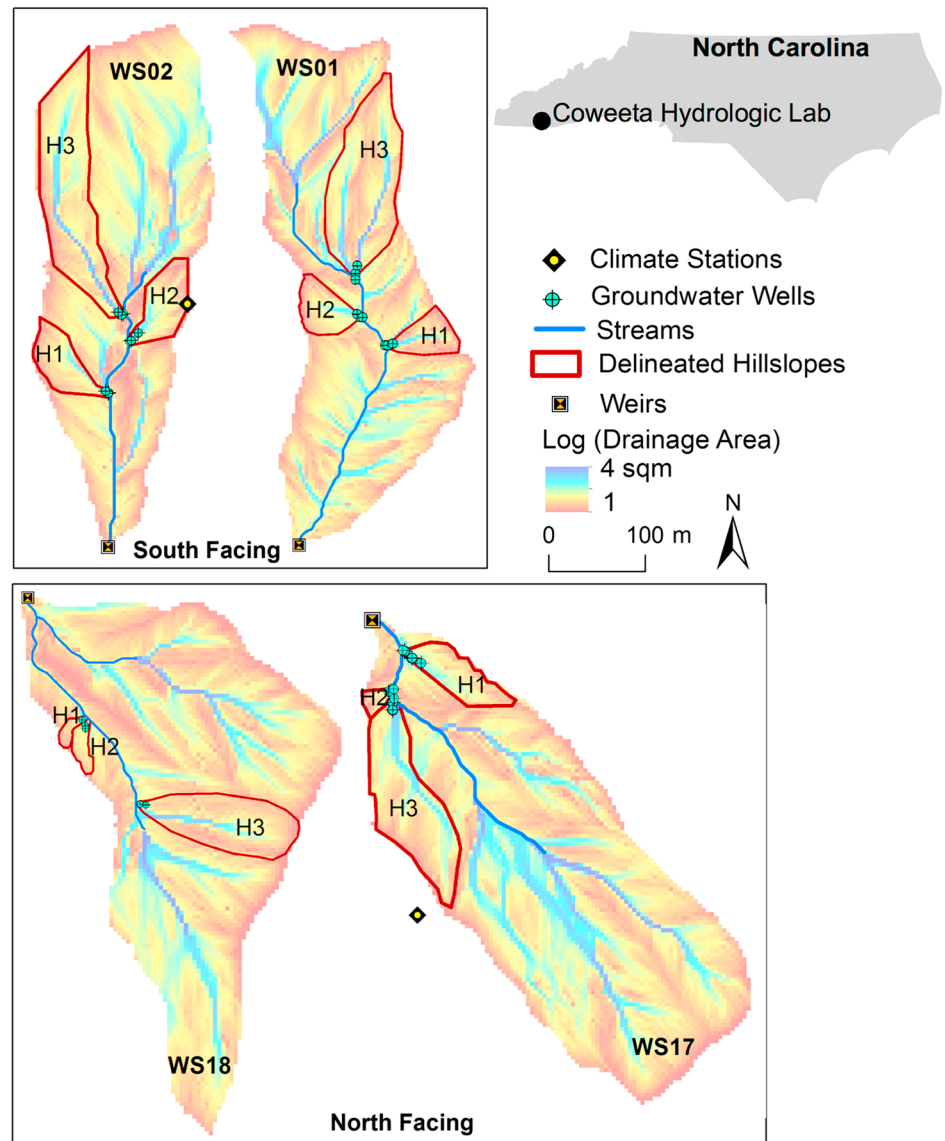 WS02
WS01
H3
H3
H2
H2
H1
H1
South Facing
North Carolina
Coweeta Hydrologic Lab
Climate Stations
Groundwater Wells
Streams
Delineated Hillslopes
Weirs
Log (Drainage Area)
4 sqm
1
0 100 m
N
H1
H2
H3
WS18
H1
H2
H3
WS17
North Facing